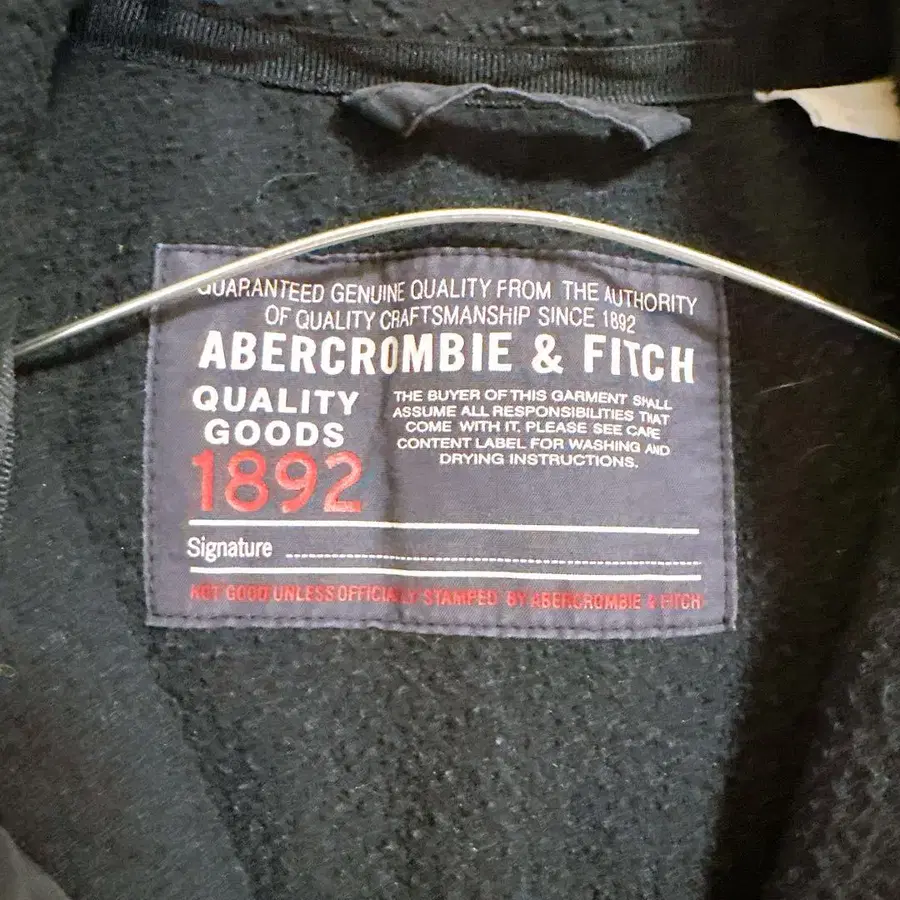 GUARANTEED GENUINE QUALITY FROM THE AUTHORITY
OF QUALITY CRAFTSMANSHIP SINCE 1892
ABERCROMBIE & FITCH
QUALITY
GOODS
1892
THE BUYER OF THIS GARMENT SHALL
ASSUME ALL RESPONSIBILITIES THAT
COME WITH IT. PLEASE SEE CARE
CONTENT LABEL FOR WASHING AND
DRYING INSTRUCTIONS.
Signature
NOT GOOD UNLESS OFFICIALLY STAMPED BY ABERCROMBIE & FITCH